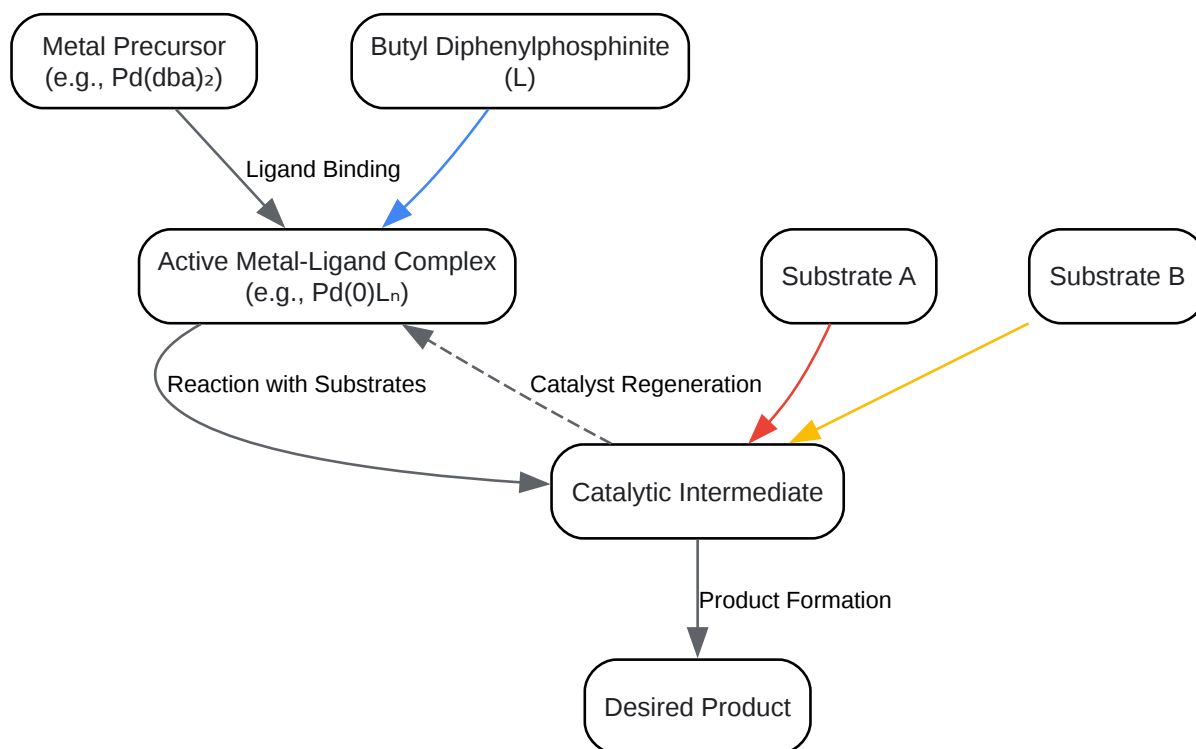 Metal Precursor
(e.g., Pd(dba)₂)
Butyl Diphenylphosphinite
(L)
Ligand Binding
Active Metal-Ligand Complex
(e.g., Pd(0)Lₙ)
Substrate A
Substrate B
Reaction with Substrates
Catalyst Regeneration
Catalytic Intermediate
Product Formation
Desired Product